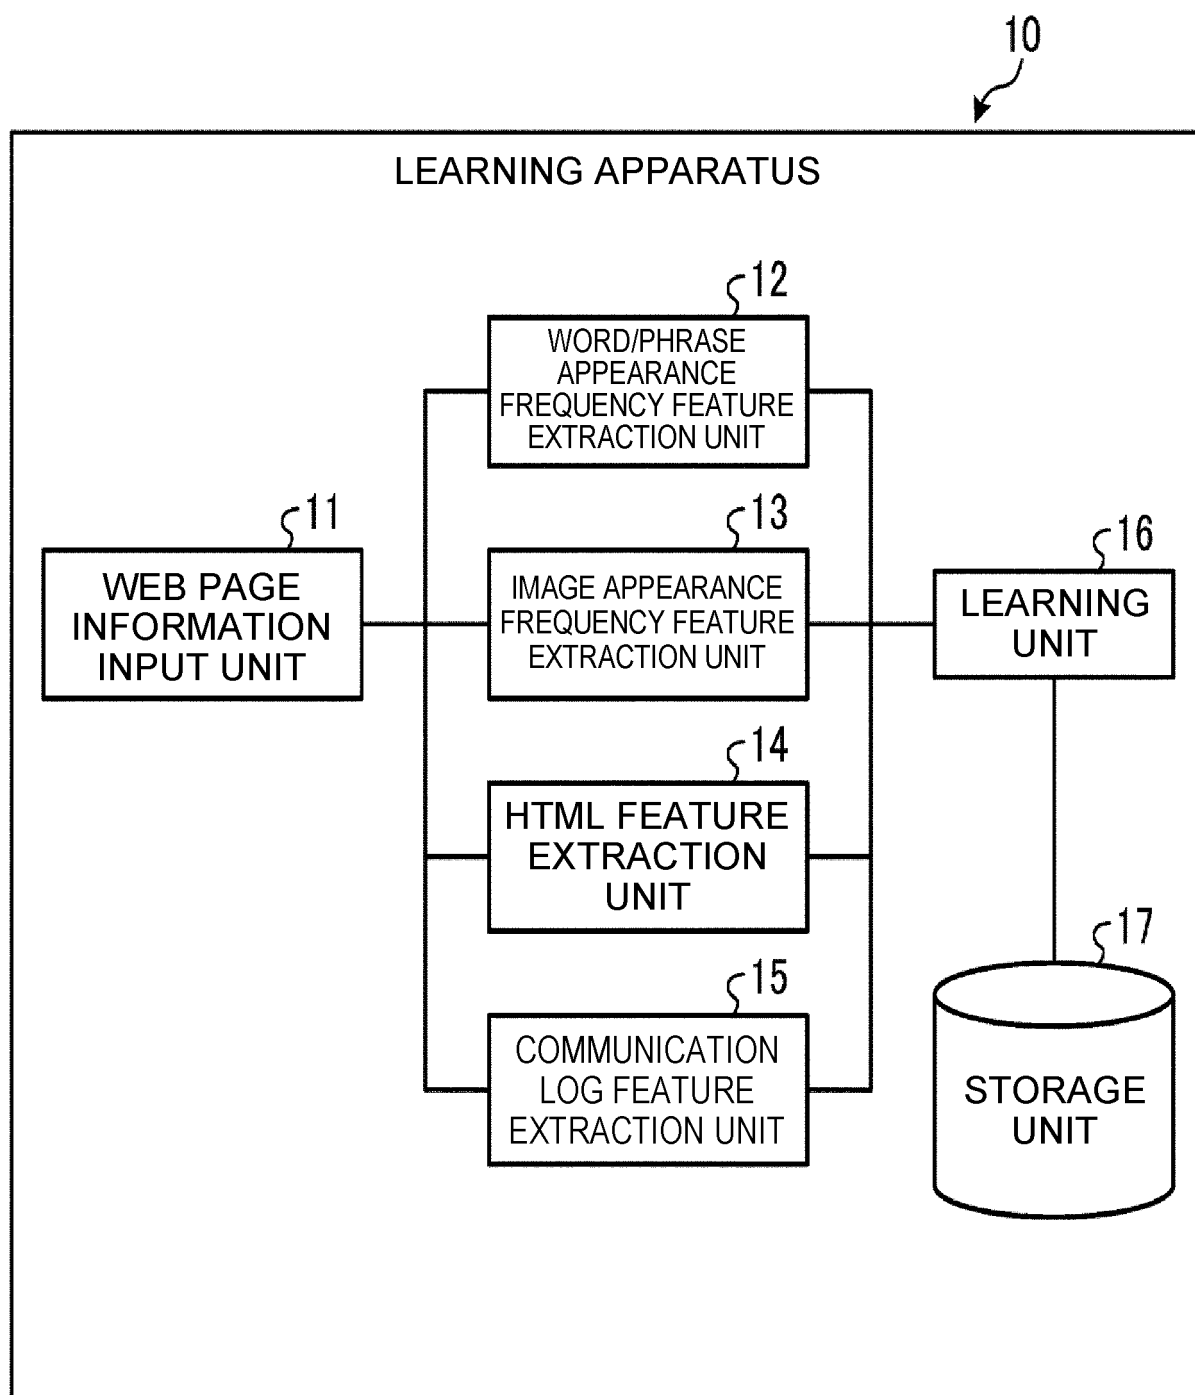 10
LEARNING APPARATUS
12
WORD/PHRASE
APPEARANCE
FREQUENCY FEATURE
EXTRACTION UNIT
11
WEB PAGE
INFORMATION
INPUT UNIT
13
IMAGE APPEARANCE
FREQUENCY FEATURE
EXTRACTION UNIT
16
LEARNING
UNIT
14
HTML FEATURE
EXTRACTION
UNIT
15
COMMUNICATION
LOG FEATURE
EXTRACTION UNIT
17
STORAGE
UNIT